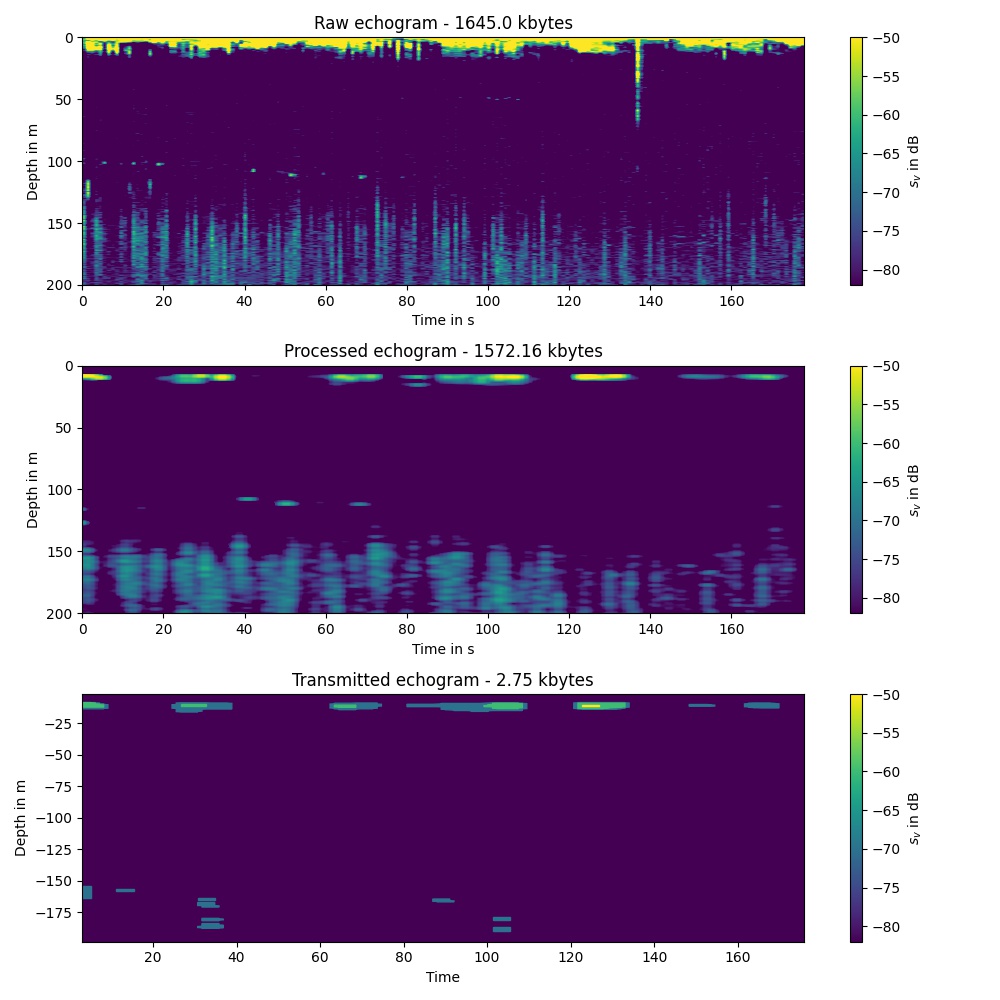 Raw echogram - 1645.0 kbytes
0
50
100
150
200
Depth in m
0 20 40 60 80 100 120 140 160
Time in s
−50
−55
−60
−65
−70
−75
−80
sv in dB
Processed echogram - 1572.16 kbytes
0
50
100
150
200
Depth in m
0 20 40 60 80 100 120 140 160
Time in s
−50
−55
−60
−65
−70
−75
−80
sv in dB
Transmitted echogram - 2.75 kbytes
−25
−50
−75
−100
−125
−150
−175
Depth in m
20 40 60 80 100 120 140 160
Time
−50
−55
−60
−65
−70
−75
−80
sv in dB